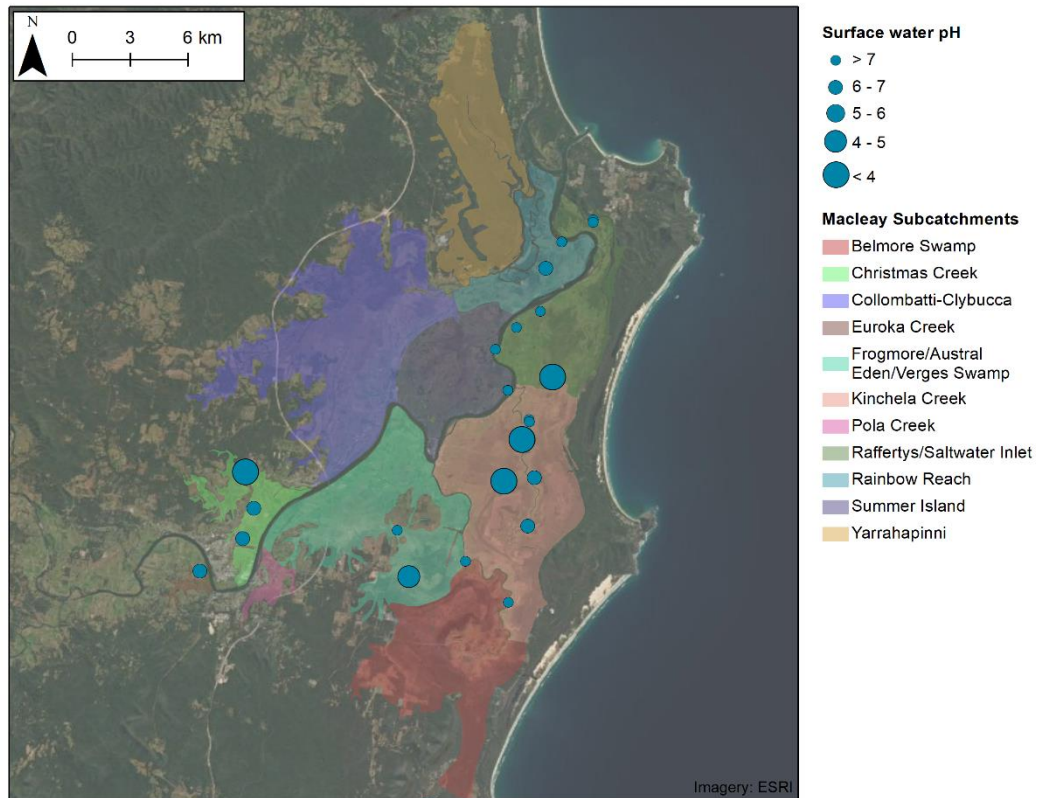 N
0 3 6 km
Surface water pH
> 7
6 - 7
5 - 6
4 - 5
< 4
Macleay Subcatchments
Belmore Swamp
Christmas Creek
Collombatti-Clybucca
Euroka Creek
Frogmore/Austral
Eden/Verges Swamp
Kinchela Creek
Pola Creek
Raffertys/Saltwater Inlet
Rainbow Reach
Summer Island
Yarrahapinni
Imagery: ESRI